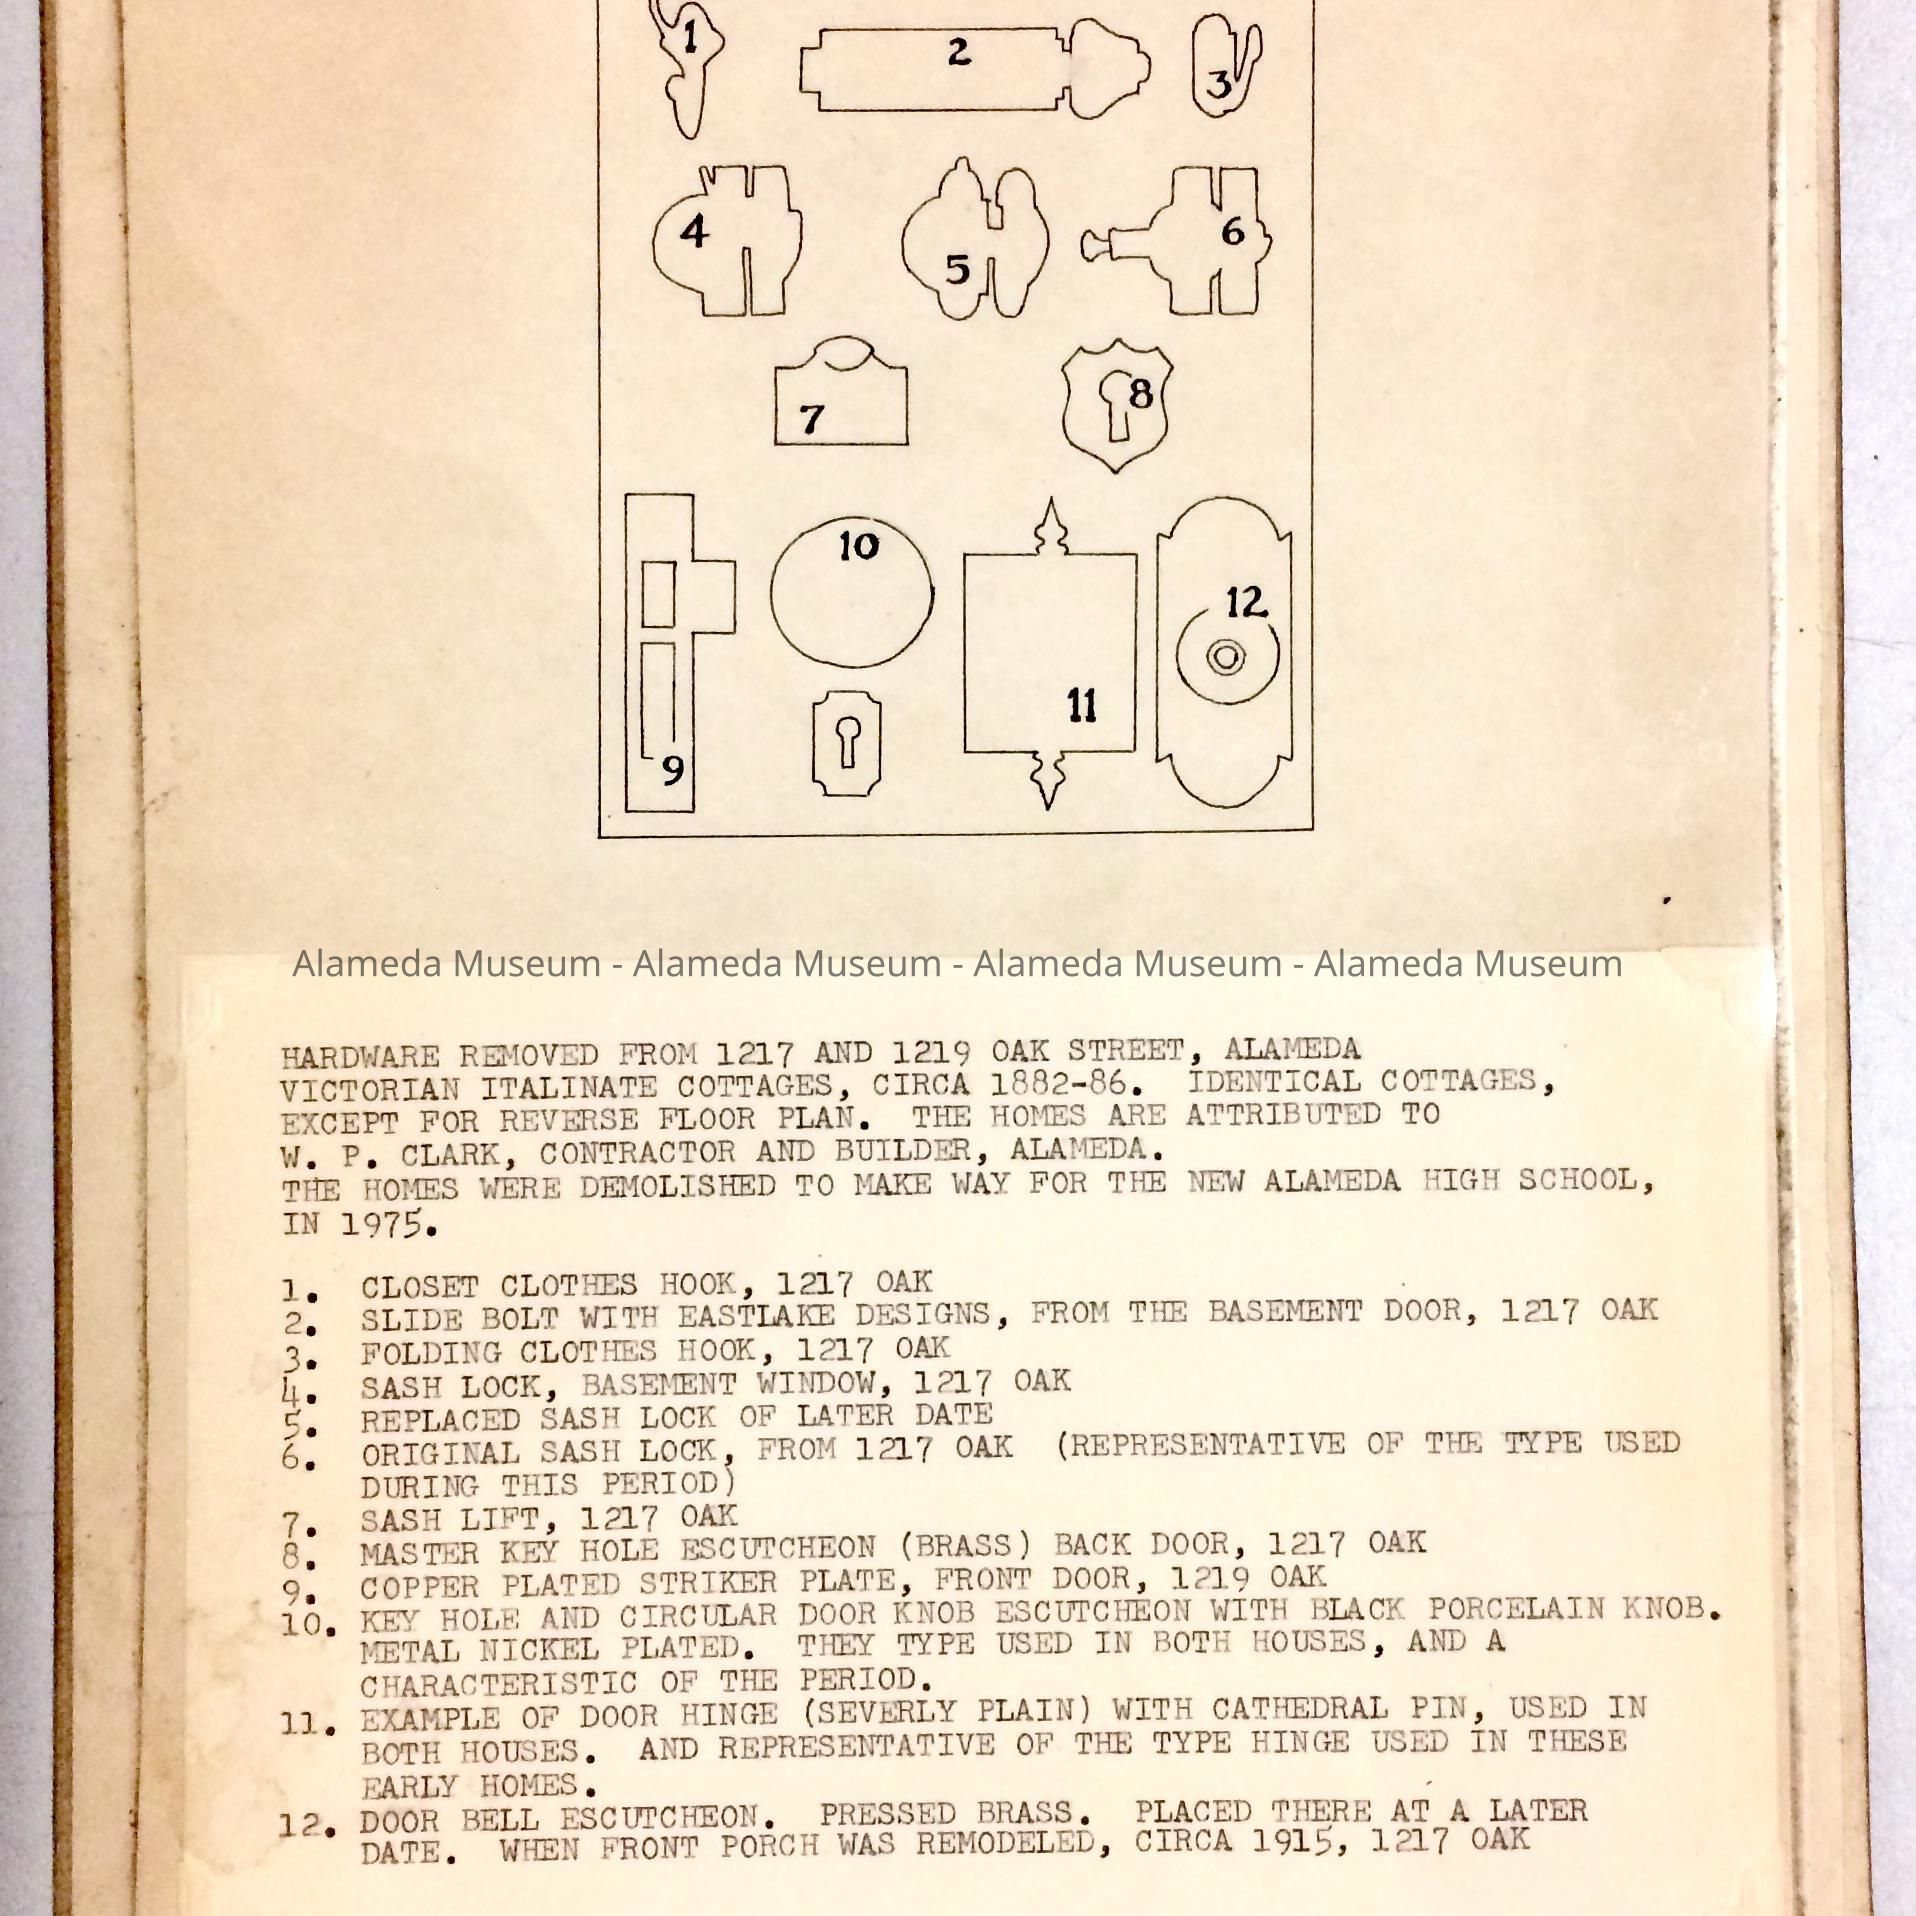 1
2
3
4
5
6
7
8
9
10
11
12
Alameda Museum - Alameda Museum - Alameda Museum - Alameda Museum
HARDWARE REMOVED FROM 1217 AND 1219 OAK STREET, ALAMEDA
VICTORIAN ITALINATE COTTAGES, CIRCA 1882-86. IDENTICAL COTTAGES,
EXCEPT FOR REVERSE FLOOR PLAN. THE HOMES ARE ATTRIBUTED TO
W. P. CLARK, CONTRACTOR AND BUILDER, ALAMEDA.
THE HOMES WERE DEMOLISHED TO MAKE WAY FOR THE NEW ALAMEDA HIGH SCHOOL,
IN 1975.
1. CLOSET CLOTHES HOOK, 1217 OAK
2. SLIDE BOLT WITH EASTLAKE DESIGNS, FROM THE BASEMENT DOOR, 1217 OAK
3. FOLDING CLOTHES HOOK, 1217 OAK
4. SASH LOCK, BASEMENT WINDOW, 1217 OAK
5. REPLACED SASH LOCK OF LATER DATE
6. ORIGINAL SASH LOCK, FROM 1217 OAK (REPRESENTATIVE OF THE TYPE USED
DURING THIS PERIOD)
7. SASH LIFT, 1217 OAK
8. MASTER KEY HOLE ESCUTCHEON (BRASS) BACK DOOR, 1217 OAK
9. COPPER PLATED STRIKER PLATE, FRONT DOOR, 1219 OAK
10. KEY HOLE AND CIRCULAR DOOR KNOB ESCUTCHEON WITH BLACK PORCELAIN KNOB.
METAL NICKEL PLATED. THEY TYPE USED IN BOTH HOUSES, AND A
CHARACTERISTIC OF THE PERIOD.
11. EXAMPLE OF DOOR HINGE (SEVERLY PLAIN) WITH CATHEDRAL PIN, USED IN
BOTH HOUSES. AND REPRESENTATIVE OF THE TYPE HINGE USED IN THESE
EARLY HOMES.
12. DOOR BELL ESCUTCHEON. PRESSED BRASS. PLACED THERE AT A LATER
DATE. WHEN FRONT PORCH WAS REMODELED, CIRCA 1915, 1217 OAK